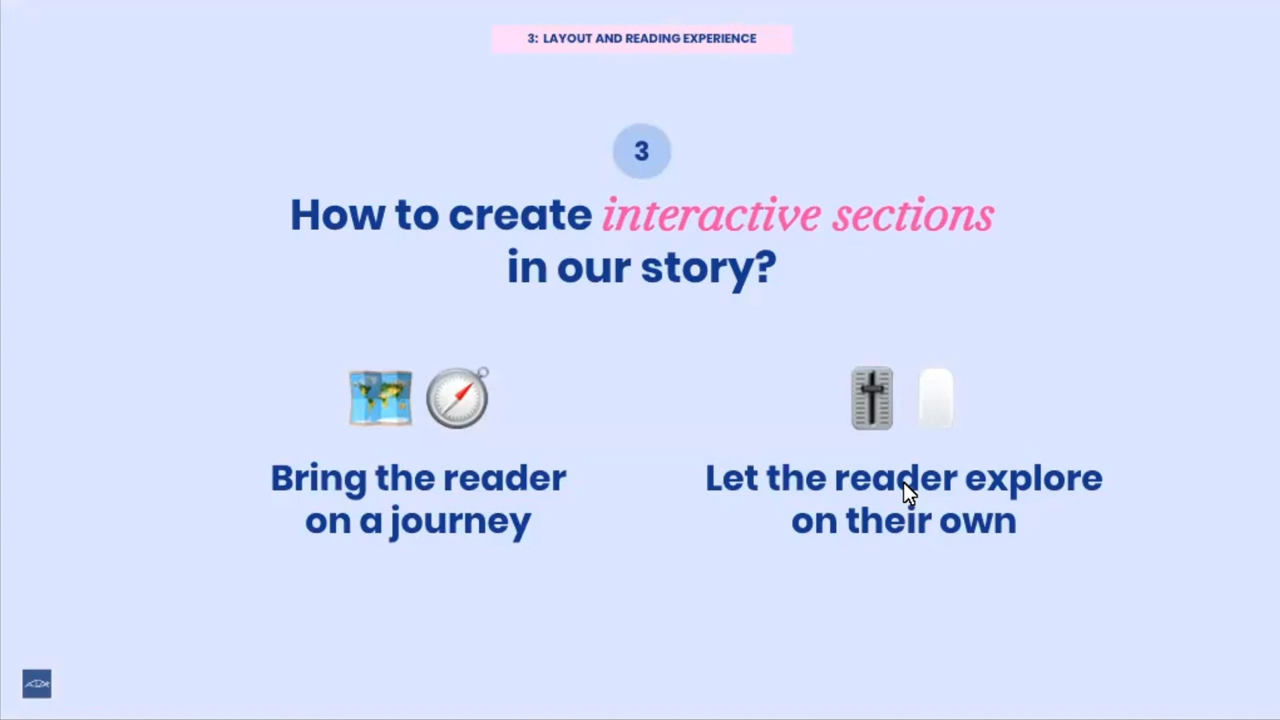 3: LAYOUT AND READING EXPERIENCE
3
How to create interactive sections
in our story?
Bring the reader
on a journey
Let the reader explore
on their own